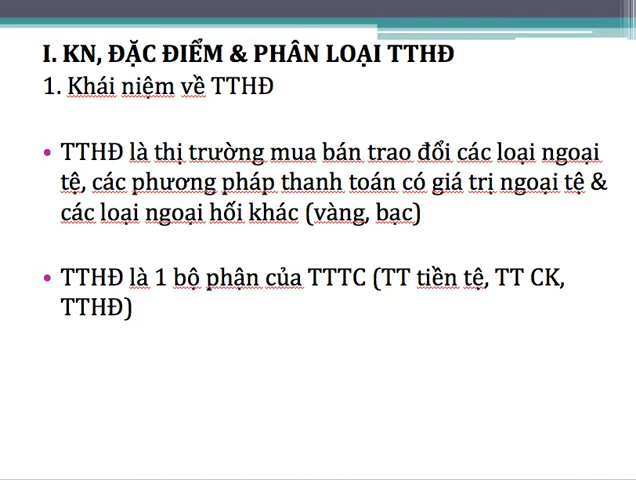 I. KN, ĐẶC ĐIỂM & PHÂN LOẠI TTHĐ
1. Khái niệm về TTHĐ
• TTHĐ là thị trường mua bán trao đổi các loại ngoại
tệ, các phương pháp thanh toán có giá trị ngoại tệ &
các loại ngoại hối khác (vàng, bạc)
• TTHĐ là 1 bộ phận của TTTC (TT tiền tệ, TT CK,
TTHĐ)